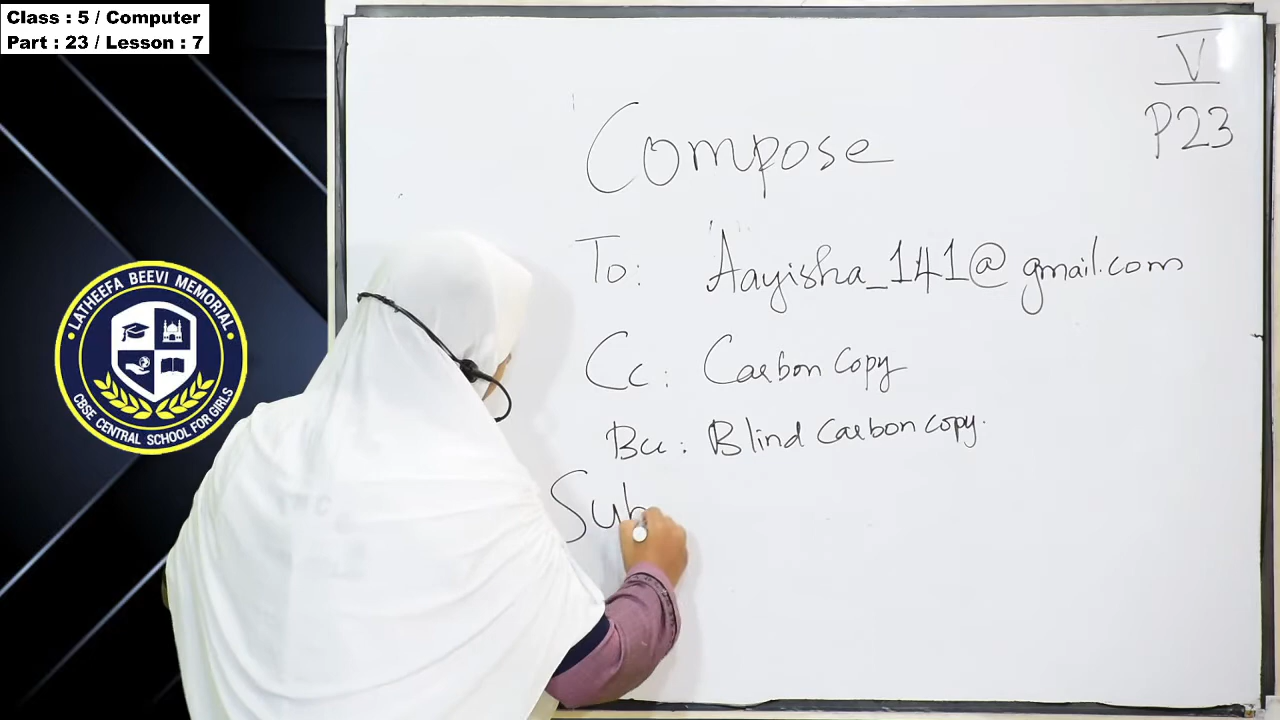 Class : 5 / Computer
Part : 23 / Lesson : 7
V
P23
Compose
To: Aayisha_141@gmail.com
Cc: Carbon copy
Bcc: Blind Carbon copy.
Sub
LATHEEFA BEEVI MEMORIAL
CBSE CENTRAL SCHOOL FOR GIRLS